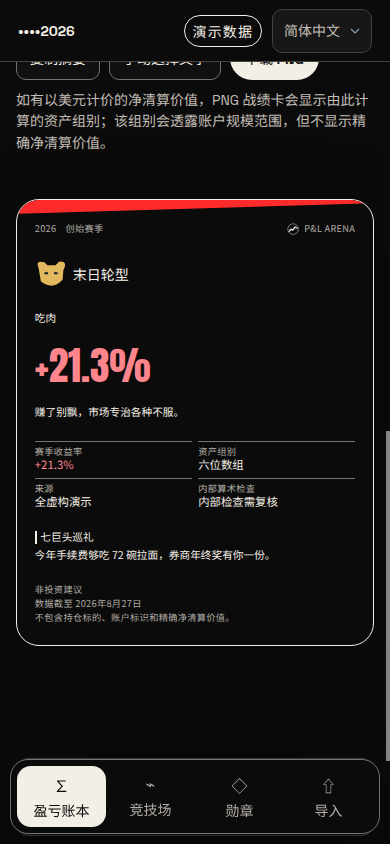 ••••2026
演示数据
简体中文
如有以美元计价的净清算价值，PNG 战绩卡会显示由此计
算的资产组别；该组别会透露账户规模范围，但不显示精
确净清算价值。
2026 创始赛季
P&L ARENA
末日轮型
吃肉
+21.3%
赚了别飘，市场专治各种不服。
赛季收益率
+21.3%
资产组别
六位数组
来源
全虚构演示
内部算术检查
内部检查需复核
七巨头巡礼
今年手续费够吃 72 碗拉面，券商年终奖有你一份。
非投资建议
数据截至 2026年8月27日
不包含持仓标的、账户标识和精确净清算价值。
Σ
盈亏账本
竞技场
勋章
导入